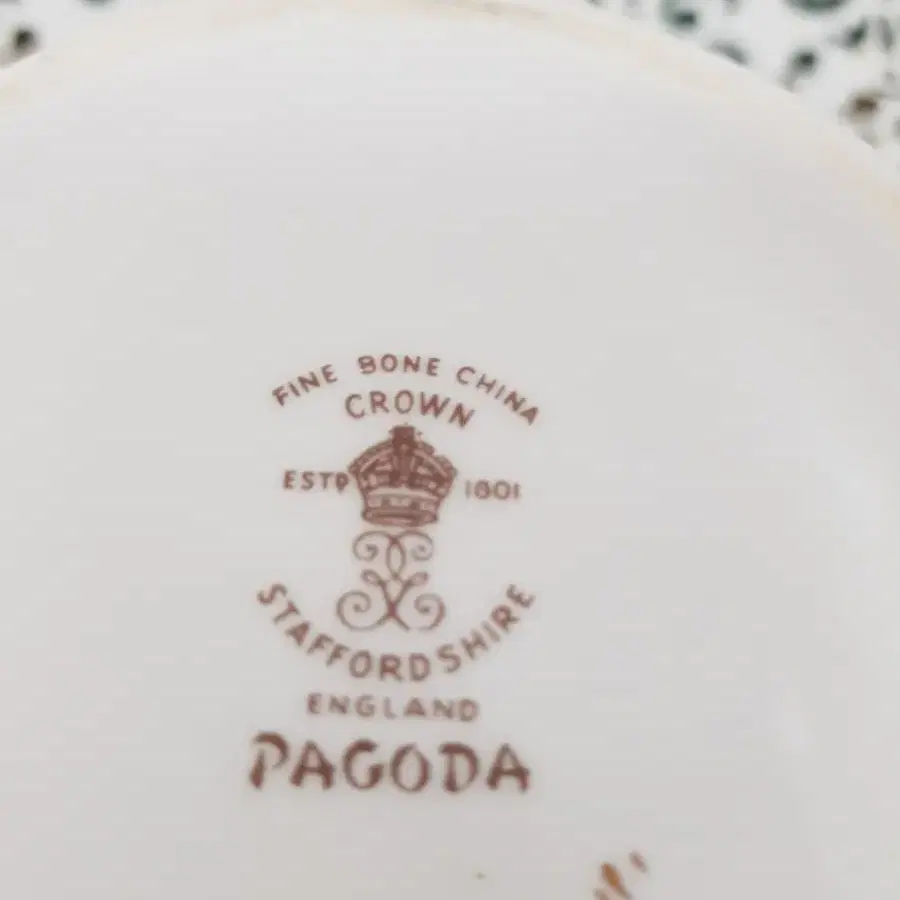 FINE BONE CHINA
CROWN
ESTD 1801
STAFFORDSHIRE
ENGLAND
PAGODA